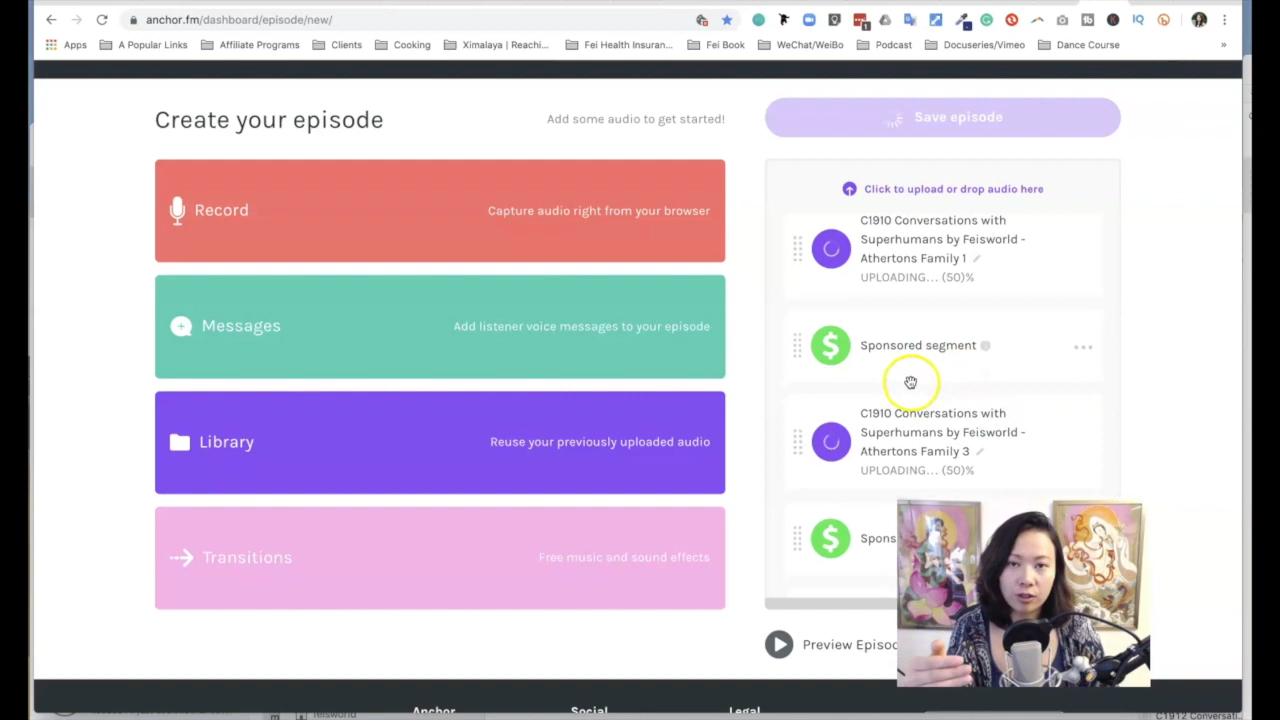 anchor.fm/dashboard/episode/new/
Apps A Popular Links Affiliate Programs Clients Cooking Ximalaya | Reachi... Fei Health Insuran... Fei Book WeChat/WeiBo Podcast Docuseries/Vimeo Dance Course »
Create your episode
Add some audio to get started!
Save episode
Click to upload or drop audio here
Record
Capture audio right from your browser
C1910 Conversations with
Superhumans by Feisworld -
Athertons Family 1
UPLOADING... (50)%
Messages
Add listener voice messages to your episode
Sponsored segment
Library
Reuse your previously uploaded audio
C1910 Conversations with
Superhumans by Feisworld -
Athertons Family 3
UPLOADING... (50)%
Transitions
Free music and sound effects
Spons
Preview Episo
Anchor
Social
Legal
feisworld
C1912 Conversati...